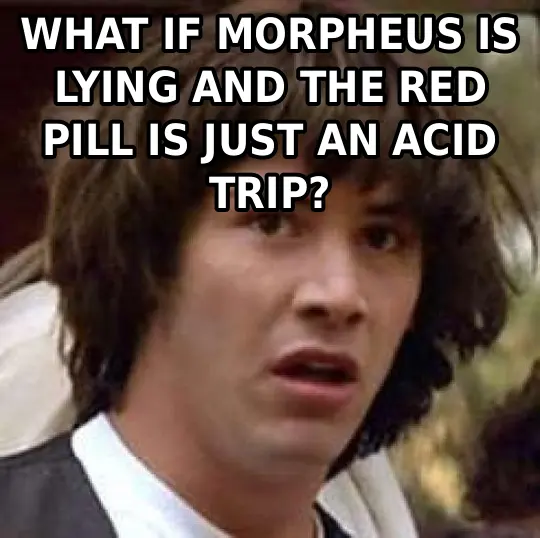 WHAT IF MORPHEUS IS
LYING AND THE RED
PILL IS JUST AN ACID
TRIP?